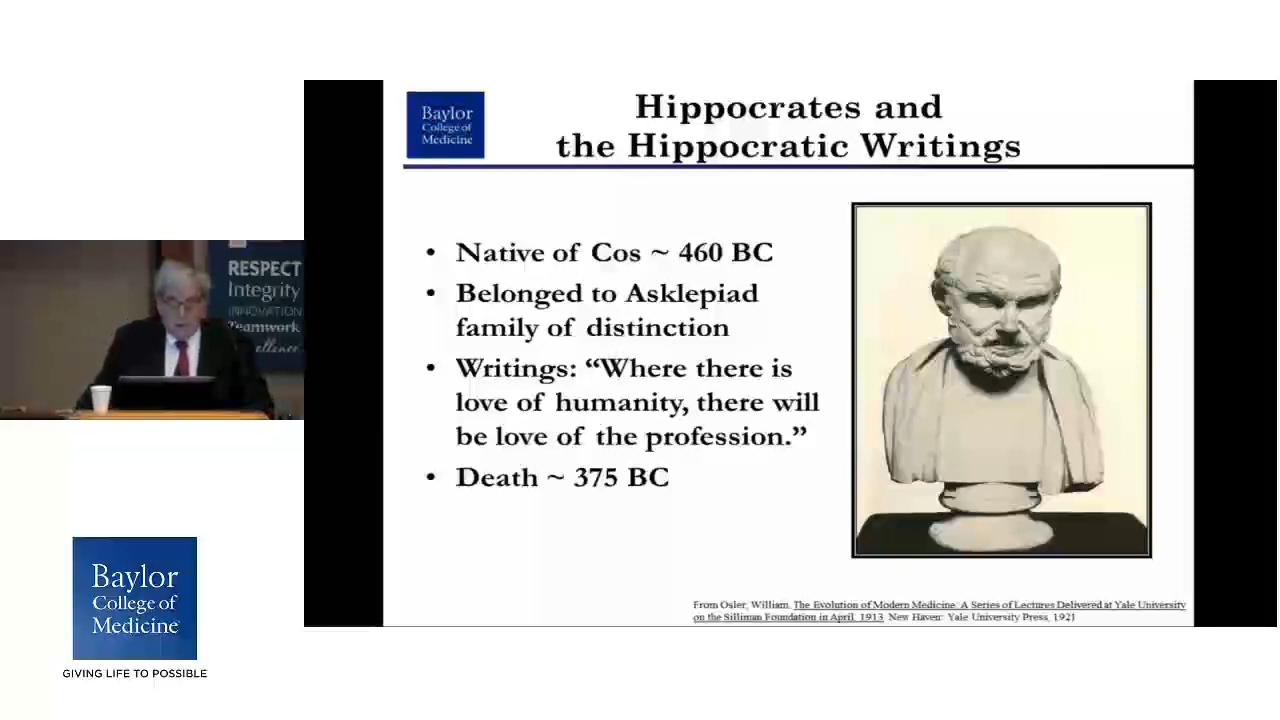 Baylor
College of
Medicine
Hippocrates and
the Hippocratic Writings
• Native of Cos ~ 460 BC
• Belonged to Asklepiad
family of distinction
• Writings: “Where there is
love of humanity, there will
be love of the profession.”
• Death ~ 375 BC
From Osler, William. The Evolution of Modern Medicine. A Series of Lectures Delivered at Yale University
on the Silliman Foundation in April, 1913. New Haven: Yale University Press, 1921
RESPECT
Integrity
INNOVATION
Teamwork
Baylor
College of
Medicine
GIVING LIFE TO POSSIBLE